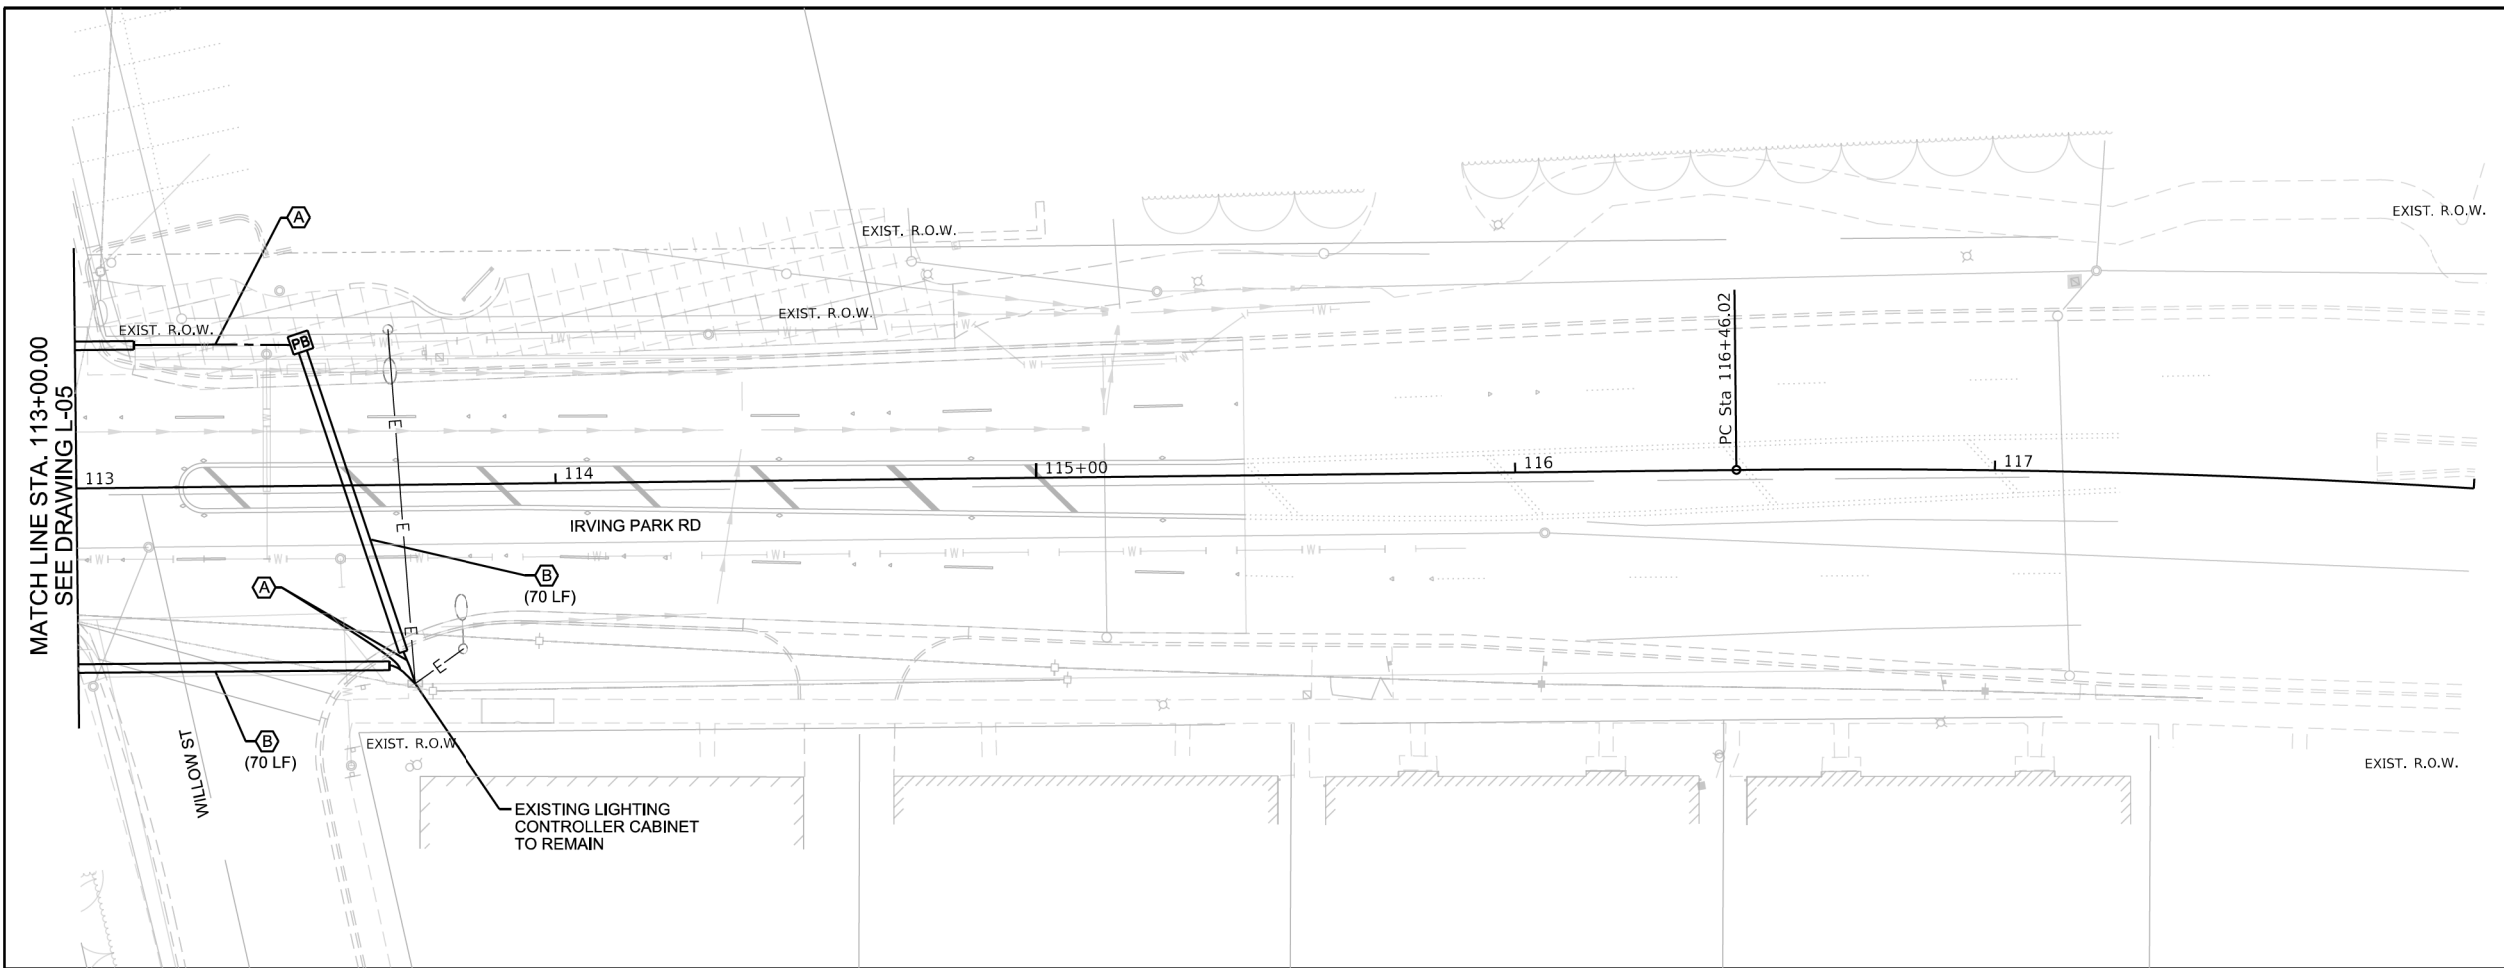 MATCH LINE STA. 113+00.00
SEE DRAWING L-05
A
EXIST. R.O.W.
EXIST. R.O.W.
EXIST. R.O.W.
EXIST. R.O.W.
PB
W
W
W
W
W
W
W
E
PC Sta 116+46.02
113
114
115+00
116
117
IRVING PARK RD
E
W
W
W
W
W
W
W
W
B
(70 LF)
A
E
E
B
(70 LF)
WILLOW ST
EXIST. R.O.W.
EXIST. R.O.W.
EXISTING LIGHTING
CONTROLLER CABINET
TO REMAIN